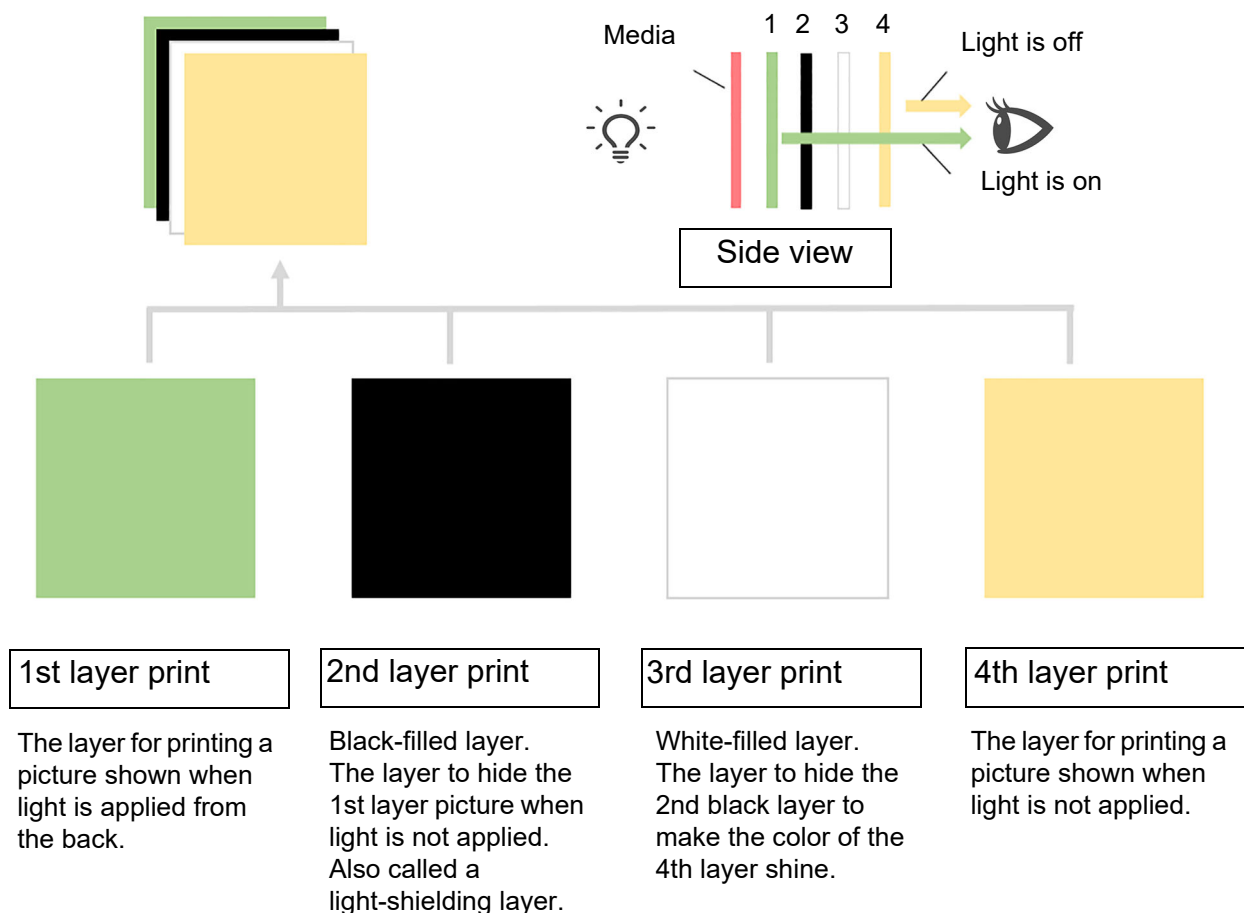 Media
1
2
3
4
Light is off
Light is on
Side view
1st layer print
The layer for printing a
picture shown when
light is applied from
the back.
2nd layer print
Black-filled layer.
The layer to hide the
1st layer picture when
light is not applied.
Also called a
light-shielding layer.
3rd layer print
White-filled layer.
The layer to hide the
2nd black layer to
make the color of the
4th layer shine.
4th layer print
The layer for printing a
picture shown when
light is not applied.